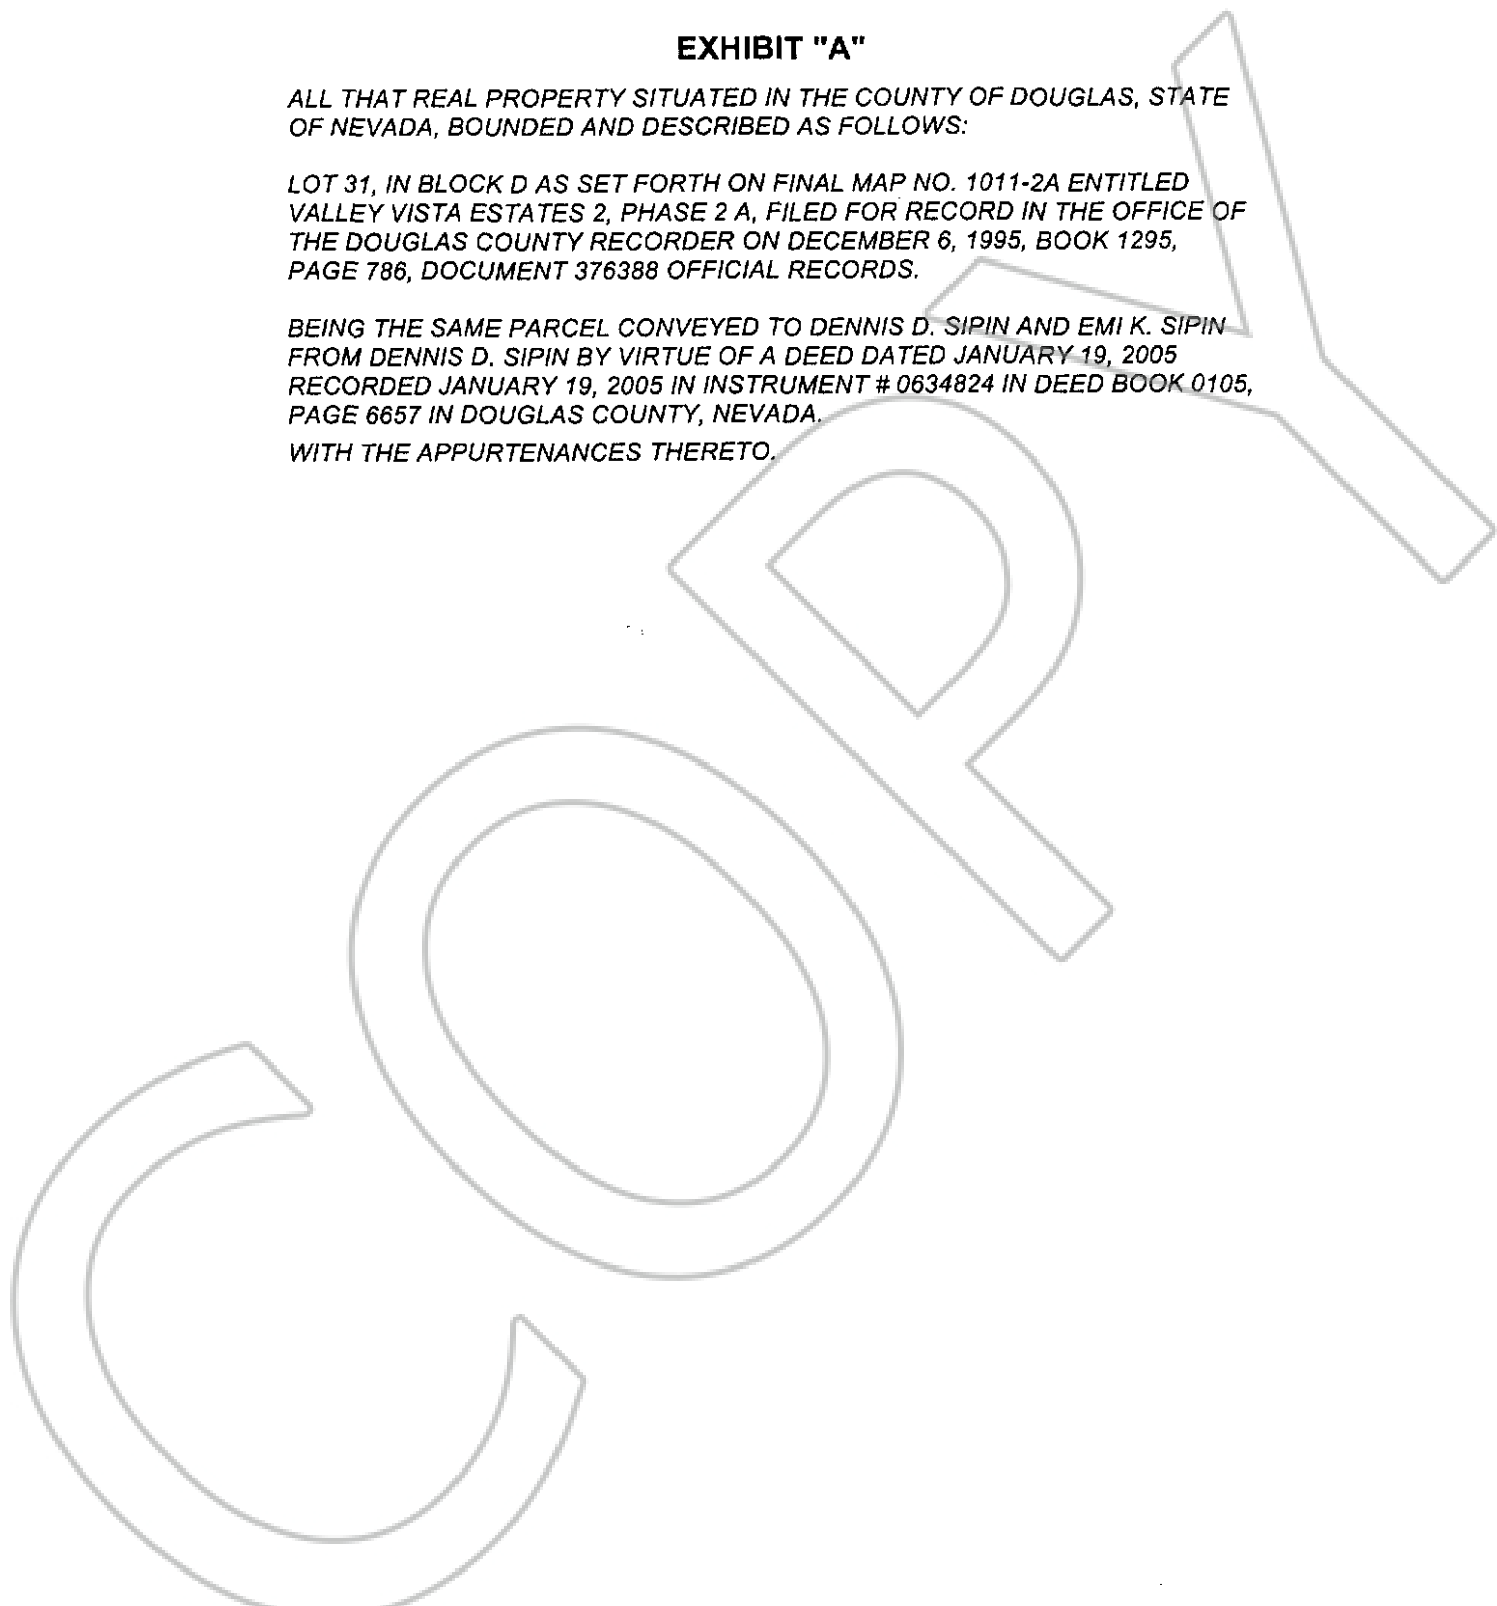 EXHIBIT "A"
ALL THAT REAL PROPERTY SITUATED IN THE COUNTY OF DOUGLAS, STATE
OF NEVADA, BOUNDED AND DESCRIBED AS FOLLOWS:
LOT 31, IN BLOCK D AS SET FORTH ON FINAL MAP NO. 1011-2A ENTITLED
VALLEY VISTA ESTATES 2, PHASE 2 A, FILED FOR RECORD IN THE OFFICE OF
THE DOUGLAS COUNTY RECORDER ON DECEMBER 6, 1995, BOOK 1295,
PAGE 786, DOCUMENT 376388 OFFICIAL RECORDS.
BEING THE SAME PARCEL CONVEYED TO DENNIS D. SIPIN AND EMI K. SIPIN
FROM DENNIS D. SIPIN BY VIRTUE OF A DEED DATED JANUARY 19, 2005
RECORDED JANUARY 19, 2005 IN INSTRUMENT # 0634824 IN DEED BOOK 0105,
PAGE 6657 IN DOUGLAS COUNTY, NEVADA.
WITH THE APPURTENANCES THERETO.
COPY